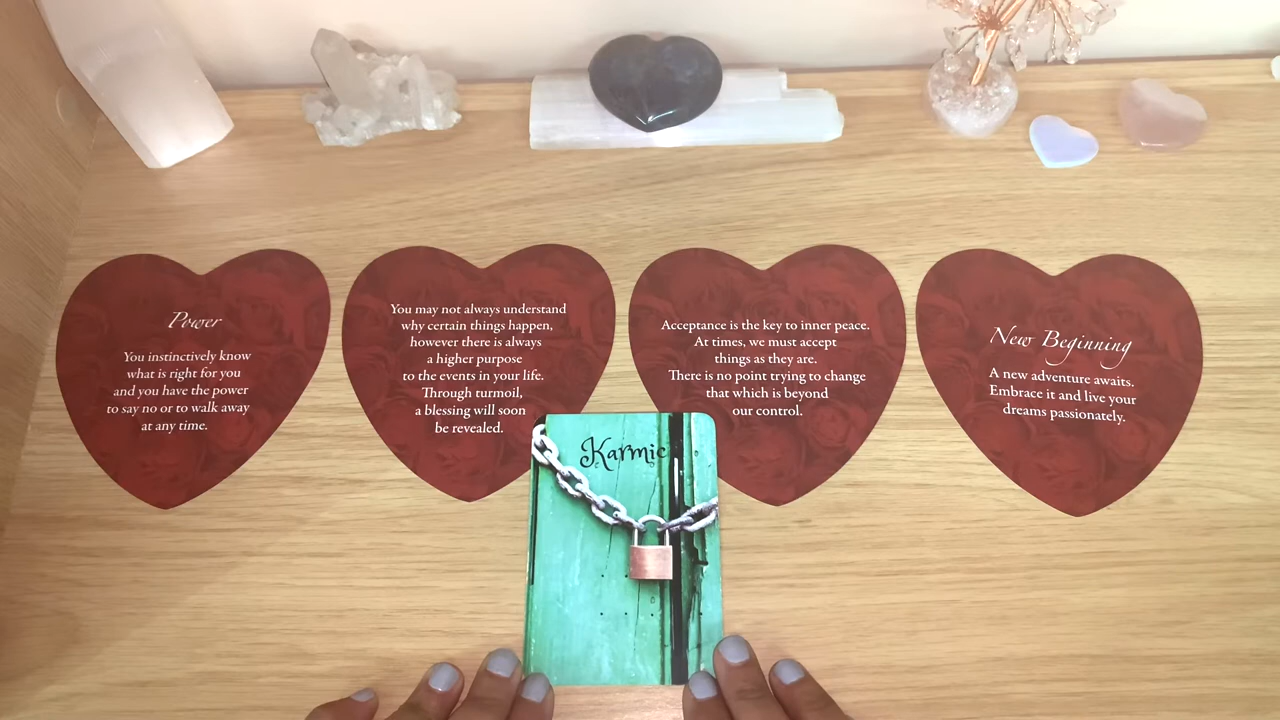 Power
You instinctively know
what is right for you
and you have the power
to say no or to walk away
at any time.
You may not always understand
why certain things happen,
however there is always
a higher purpose
to the events in your life.
Through turmoil,
a blessing will soon
be revealed.
Acceptance is the key to inner peace.
At times, we must accept
things as they are.
There is no point trying to change
that which is beyond
our control.
New Beginning
A new adventure awaits.
Embrace it and live your
dreams passionately.
Karmic